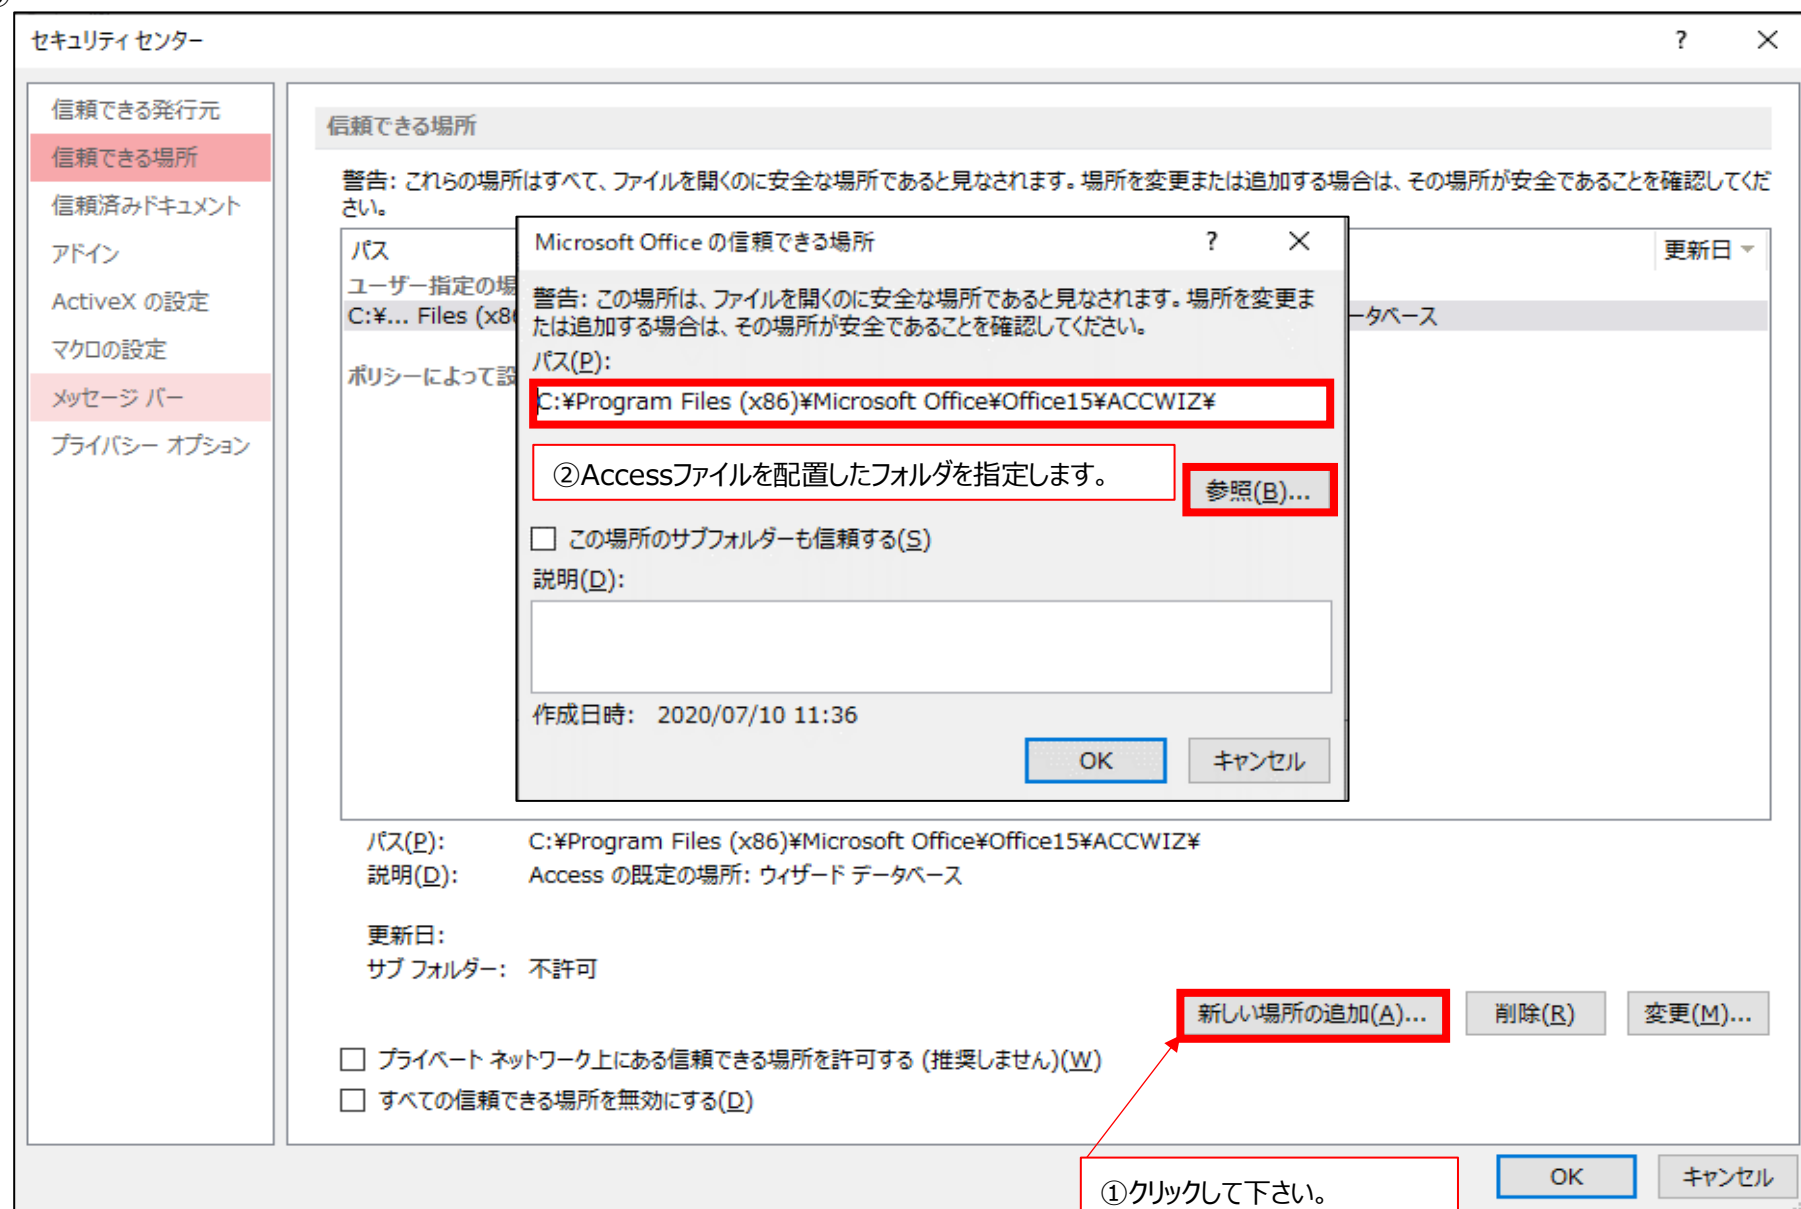 セキュリティ センター
?
信頼できる発行元
信頼できる場所
信頼済みドキュメント
アドイン
ActiveX の設定
マクロの設定
メッセージ バー
プライバシー オプション
信頼できる場所
警告: これらの場所はすべて、ファイルを開くのに安全な場所であると見なされます。場所を変更または追加する場合は、その場所が安全であることを確認してくだ
さい。
パス
更新日
ユーザー指定の場
C:¥... Files (x8
ータベース
ポリシーによって設
Microsoft Office の信頼できる場所
?
警告: この場所は、ファイルを開くのに安全な場所であると見なされます。場所を変更ま
たは追加する場合は、その場所が安全であることを確認してください。
パス(P):
C:¥Program Files (x86)¥Microsoft Office¥Office15¥ACCWIZ¥
②Accessファイルを配置したフォルダを指定します。
参照(B)...
この場所のサブフォルダーも信頼する(S)
説明(D):
作成日時: 2020/07/10 11:36
OK
キャンセル
パス(P): C:¥Program Files (x86)¥Microsoft Office¥Office15¥ACCWIZ¥
説明(D): Access の既定の場所: ウィザード データベース
更新日:
サブ フォルダー: 不許可
新しい場所の追加(A)...
削除(R)
変更(M)...
プライベート ネットワーク上にある信頼できる場所を許可する (推奨しません)(W)
すべての信頼できる場所を無効にする(D)
①クリックして下さい。
OK
キャンセル